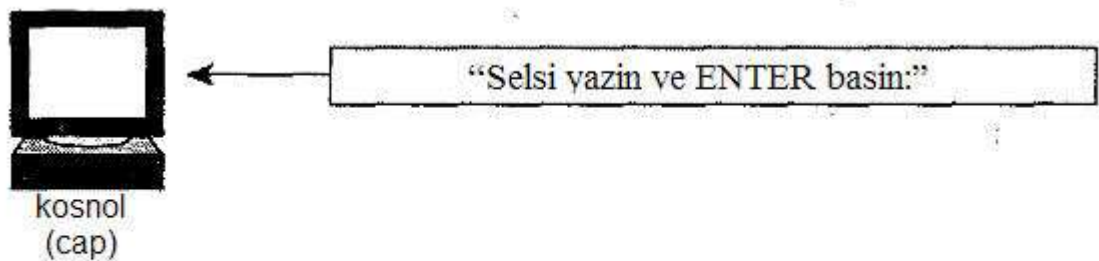 “Selsi yazin ve ENTER basin:”
kosnol
(cap)